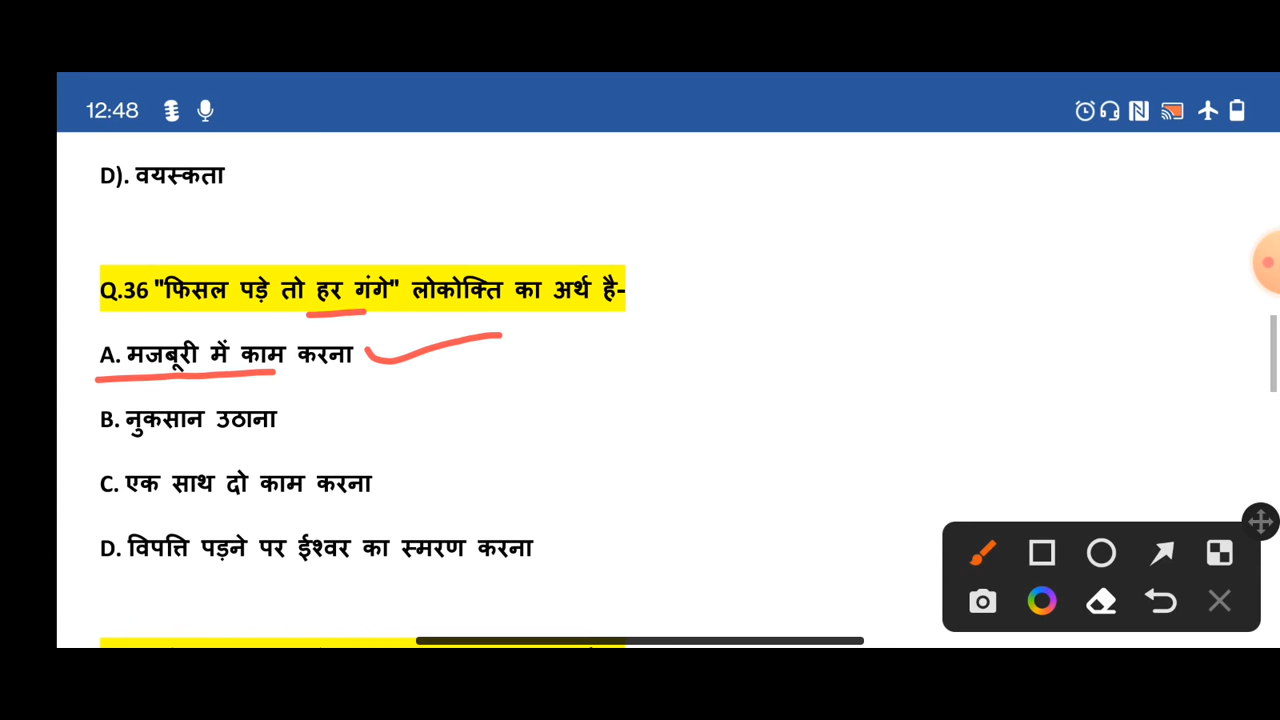 12:48
D). वयस्कता
Q.36 "फिसल पड़े तो हर गंगे" लोकोक्ति का अर्थ है-
A. मजबूरी में काम करना
B. नुकसान उठाना
C. एक साथ दो काम करना
D. विपत्ति पड़ने पर ईश्वर का स्मरण करना